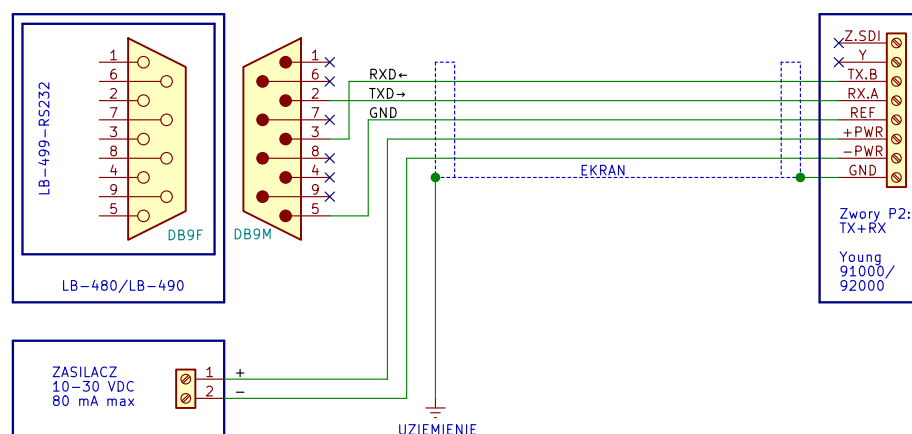 LB-499-RS232
1
6
2
7
3
8
4
9
5
DB9F
LB-480/LB-490
1
6
2
7
3
8
4
9
5
DB9M
RXD←
TXD→
GND
EKRAN
Z.SDI
Y
TX.B
RX.A
REF
+PWR
-PWR
GND
Zwory P2:
TX+RX
Young
91000/
92000
ZASILACZ
10-30 VDC
80 mA max
1 +
2 -
UZIEMIENIE